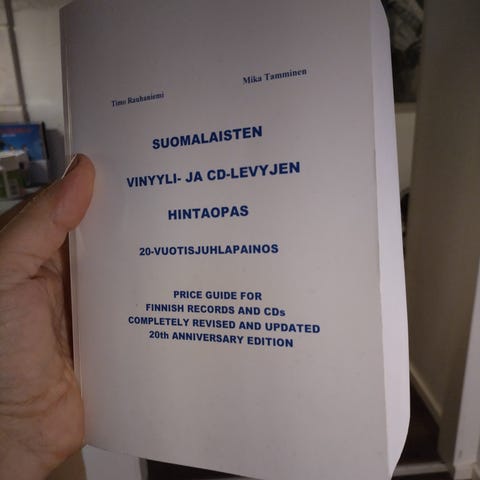 Timo Rauhaniemi
Mika Tamminen
SUOMALAISTEN
VINYYLI- JA CD-LEVYJEN
HINTAOPAS
20-VUOTISJUHLAPAINOS
PRICE GUIDE FOR
FINNISH RECORDS AND CDs
COMPLETELY REVISED AND UPDATED
20th ANNIVERSARY EDITION